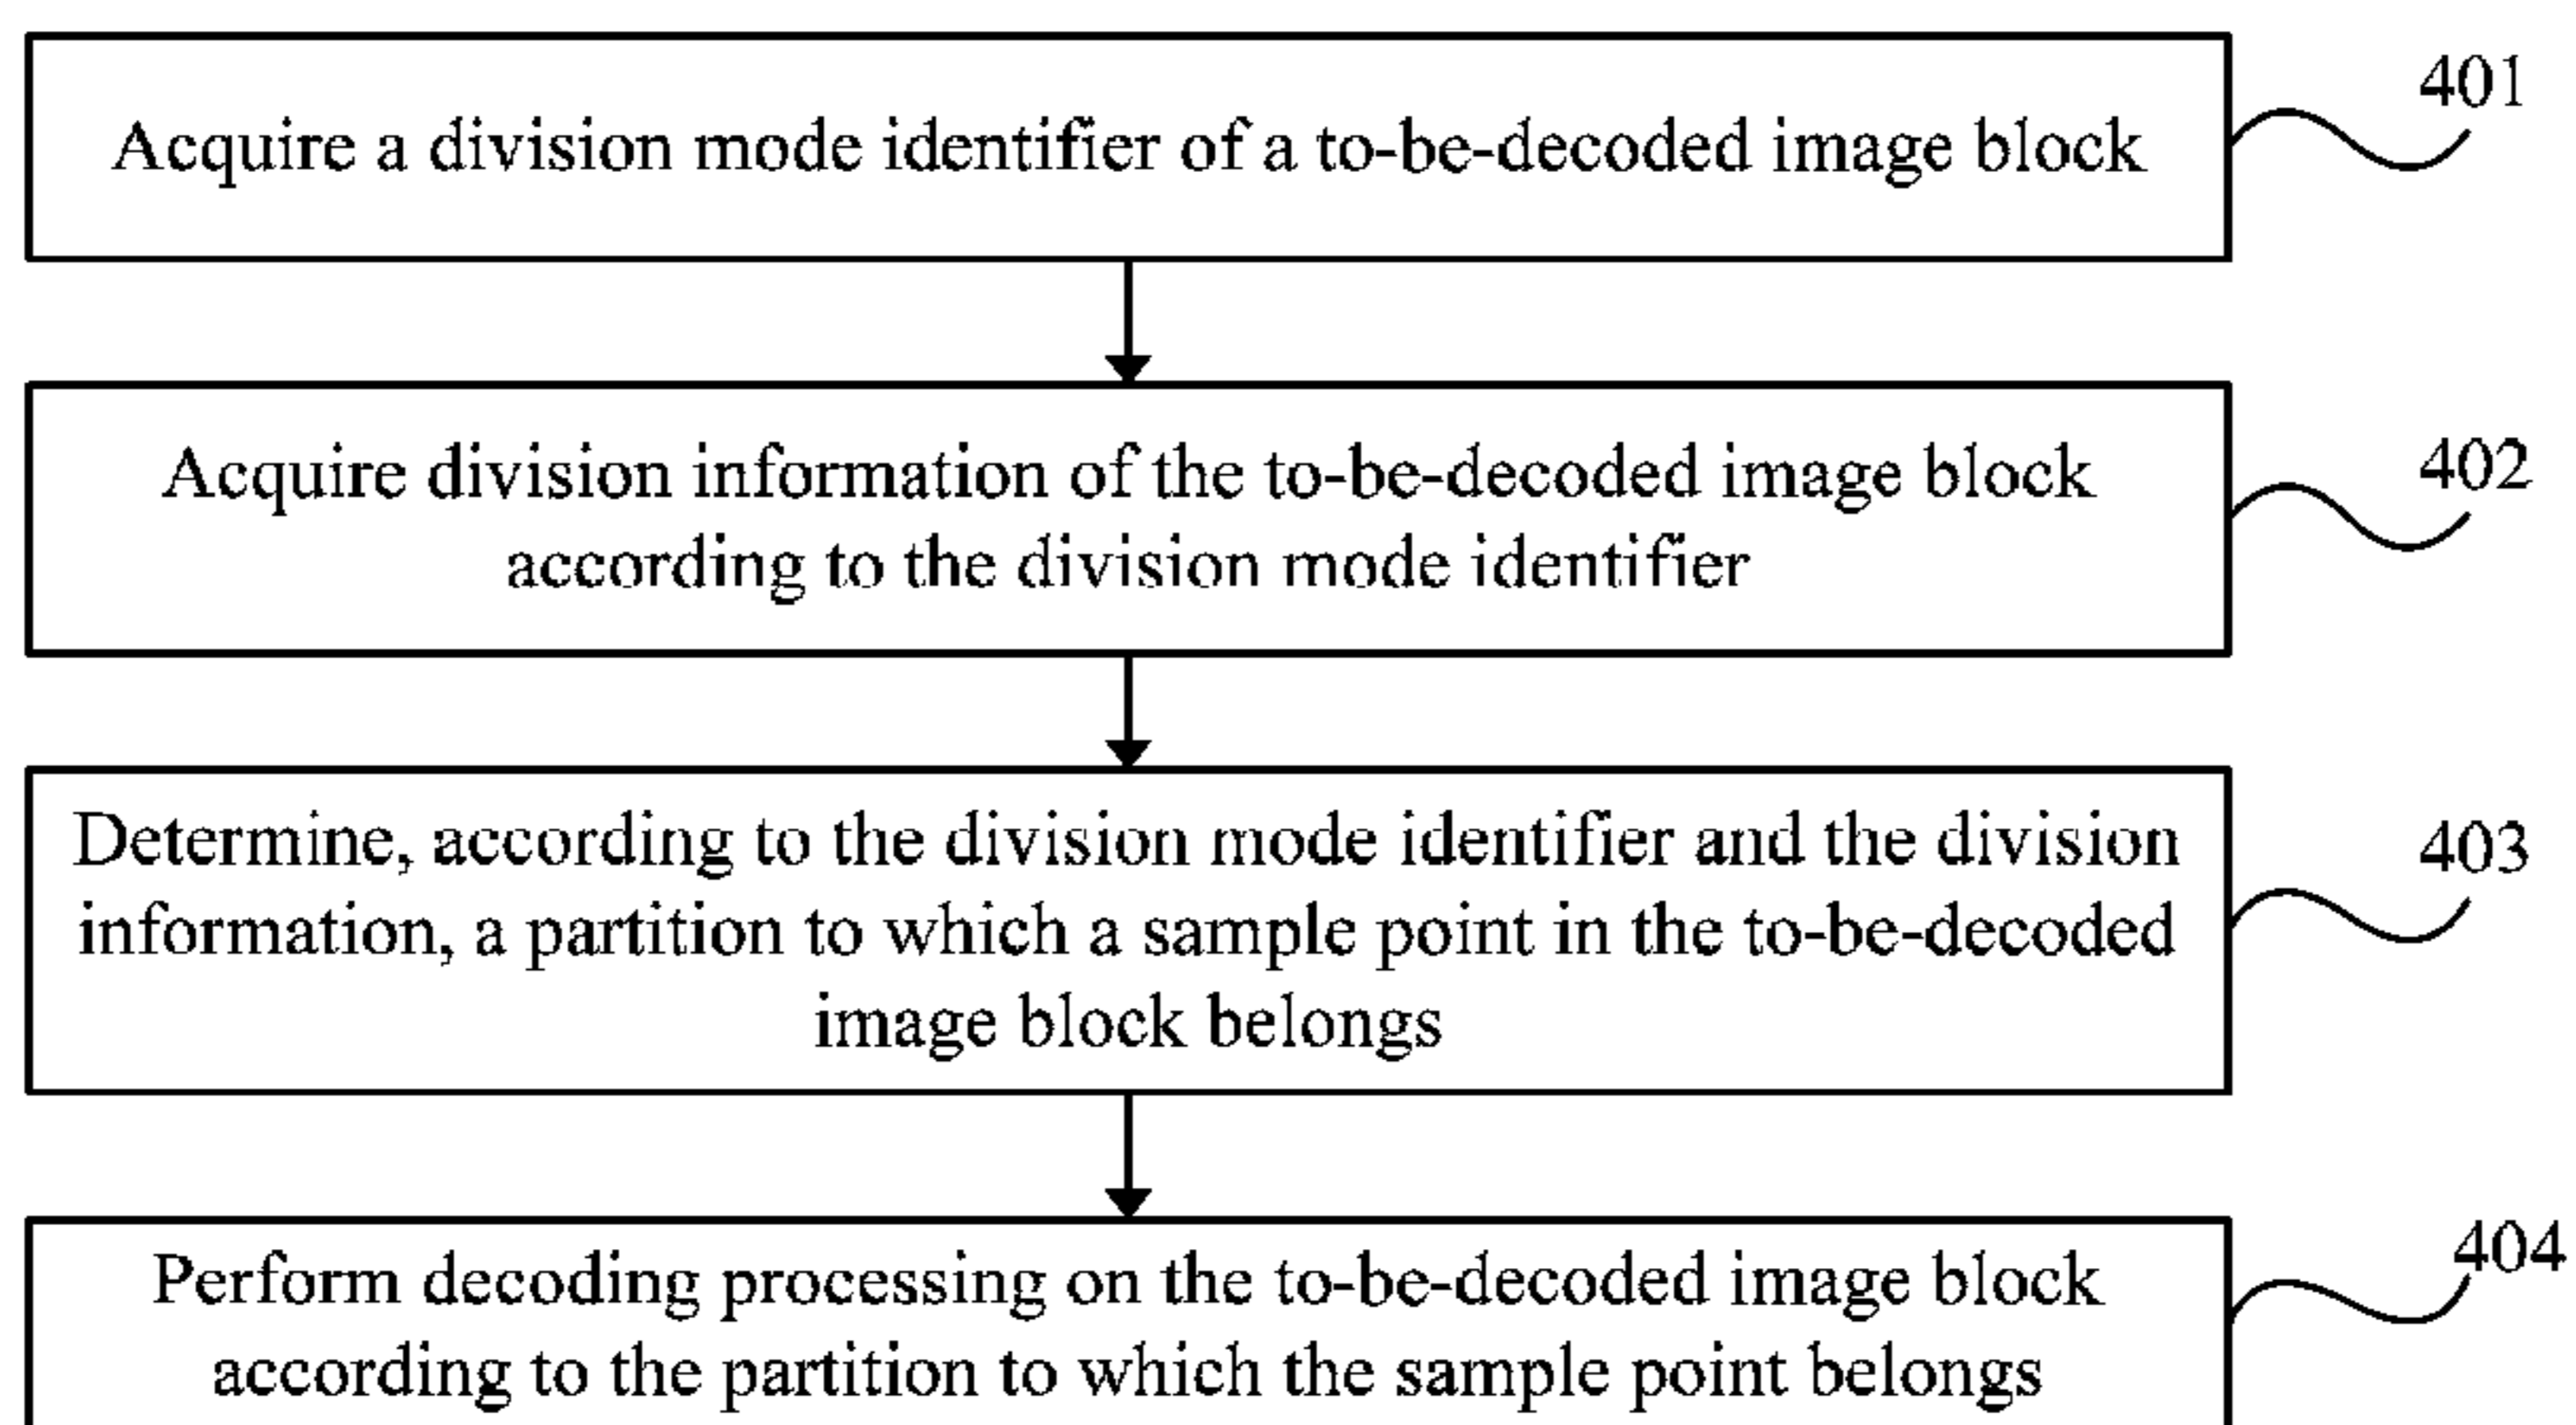 Acquire a division mode identifier of a to-be-decoded image block
401
Acquire division information of the to-be-decoded image block
according to the division mode identifier
402
Determine, according to the division mode identifier and the division
information, a partition to which a sample point in the to-be-decoded
image block belongs
403
Perform decoding processing on the to-be-decoded image block
according to the partition to which the sample point belongs
404